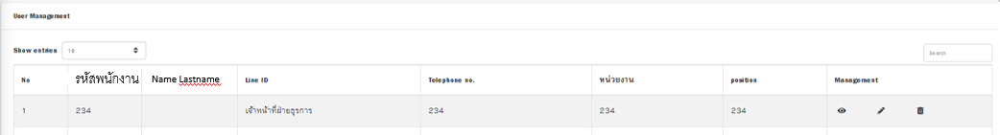 User Management
Show entries 10
Search
No รหัสพนักงาน Name Lastname Line ID Telephone no. หน่วยงาน position Management
1 234 เจ้าหน้าที่ฝ่ายธุรการ 234 234 234